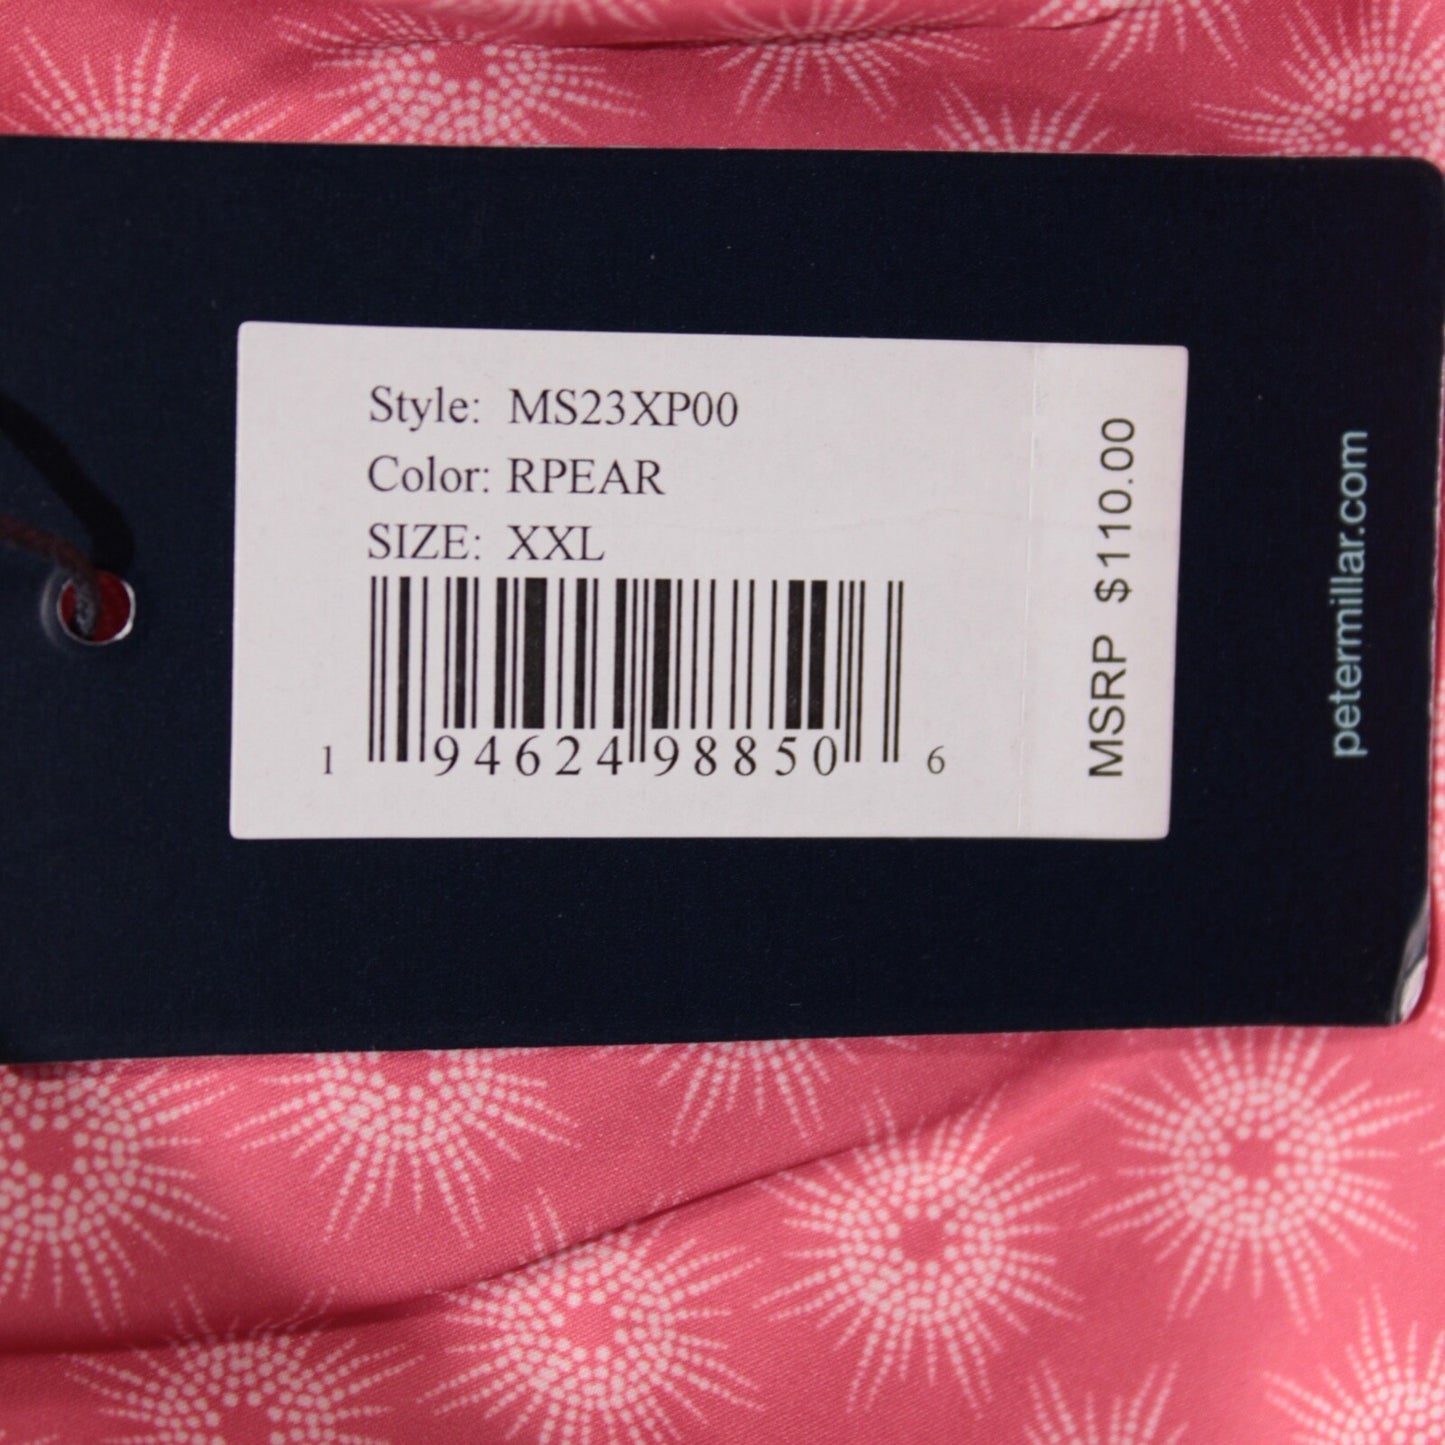 Style: MS23XP00
Color: RPEAR
SIZE: XXL
1 94624 98850 6
MSRP $110.00
petermillar.com